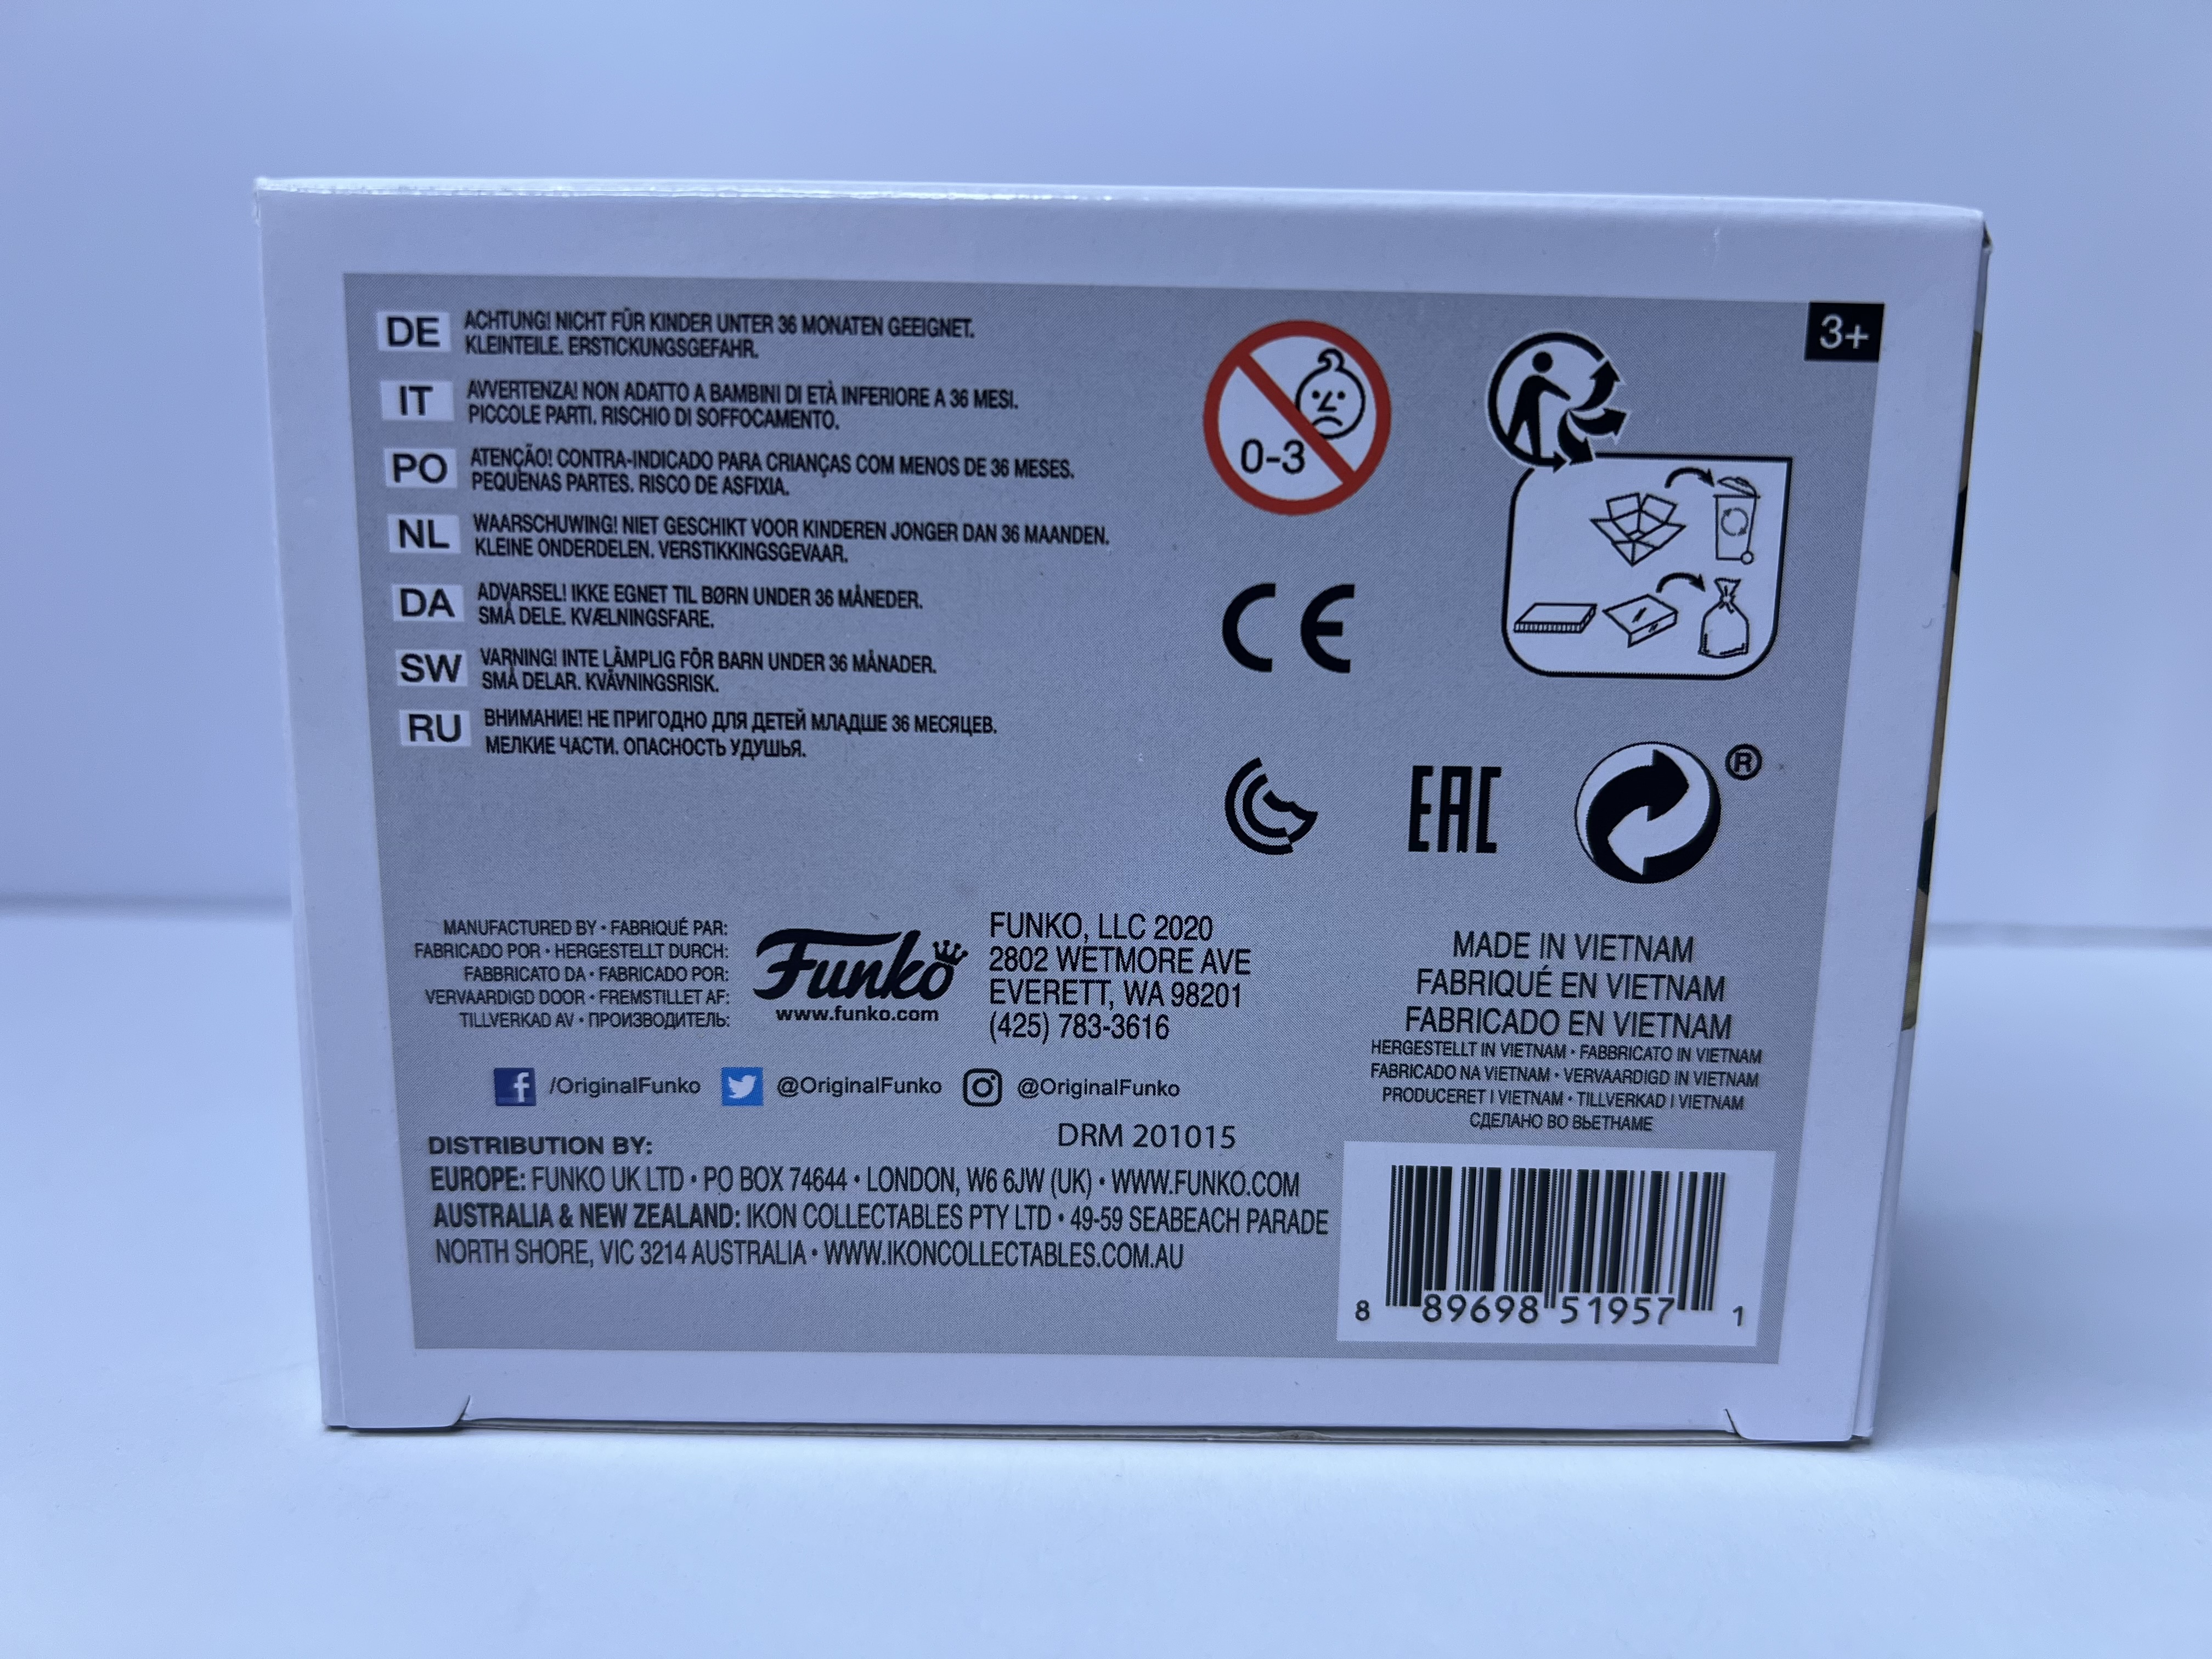 DE ACHTUNG! NICHT FÜR KINDER UNTER 36 MONATEN GEEIGNET.
KLEINTEILE. ERSTICKUNGSGEFAHR.
IT AVVERTENZA! NON ADATTO A BAMBINI DI ETÀ INFERIORE A 36 MESI.
PICCOLE PARTI. RISCHIO DI SOFFOCAMENTO.
PO ATENÇÃO! CONTRA-INDICADO PARA CRIANÇAS COM MENOS DE 36 MESES.
PEQUENAS PARTES. RISCO DE ASFIXIA.
NL WAARSCHUWING! NIET GESCHIKT VOOR KINDEREN JONGER DAN 36 MAANDEN.
KLEINE ONDERDELEN. VERSTIKKINGSGEVAAR.
DA ADVARSEL! IKKE EGNET TIL BØRN UNDER 36 MÅNEDER.
SMÅ DELE. KVÆLNINGSFARE.
SW VARNING! INTE LÄMPLIG FÖR BARN UNDER 36 MÅNADER.
SMÅ DELAR. KVÄVNINGSRISK.
RU ВНИМАНИЕ! НЕ ПРИГОДНО ДЛЯ ДЕТЕЙ МЛАДШЕ 36 МЕСЯЦЕВ.
МЕЛКИЕ ЧАСТИ. ОПАСНОСТЬ УДУШЬЯ.
0-3
3+
CE
EAC
®
MANUFACTURED BY • FABRIQUÉ PAR:
FABRICADO POR • HERGESTELLT DURCH:
FABBRICATO DA • FABRICADO POR:
VERVAARDIGD DOOR • FREMSTILLET AF:
TILLVERKAD AV • ПРОИЗВОДИТЕЛЬ:
Funko
www.funko.com
FUNKO, LLC 2020
2802 WETMORE AVE
EVERETT, WA 98201
(425) 783-3616
MADE IN VIETNAM
FABRIQUÉ EN VIETNAM
FABRICADO EN VIETNAM
HERGESTELLT IN VIETNAM • FABBRICATO IN VIETNAM
FABRICADO NA VIETNAM • VERVAARDIGD IN VIETNAM
PRODUCERET I VIETNAM • TILLVERKAD I VIETNAM
СДЕЛАНО ВО ВЬЕТНАМЕ
f /OriginalFunko @OriginalFunko @OriginalFunko
DRM 201015
DISTRIBUTION BY:
EUROPE: FUNKO UK LTD • PO BOX 74644 • LONDON, W6 6JW (UK) • WWW.FUNKO.COM
AUSTRALIA & NEW ZEALAND: IKON COLLECTABLES PTY LTD • 49-59 SEABEACH PARADE
NORTH SHORE, VIC 3214 AUSTRALIA • WWW.IKONCOLLECTABLES.COM.AU
8 89698 51957 1